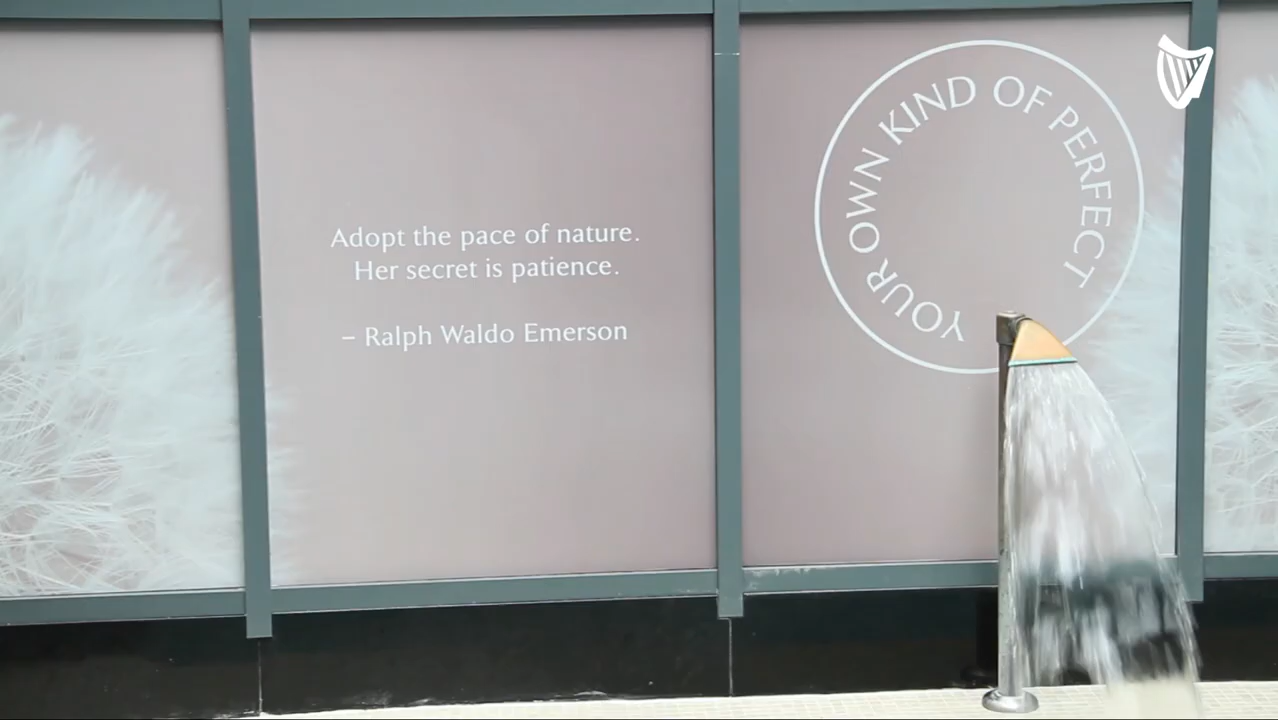 Adopt the pace of nature.
Her secret is patience.
– Ralph Waldo Emerson
YOUR OWN KIND OF PERFECT